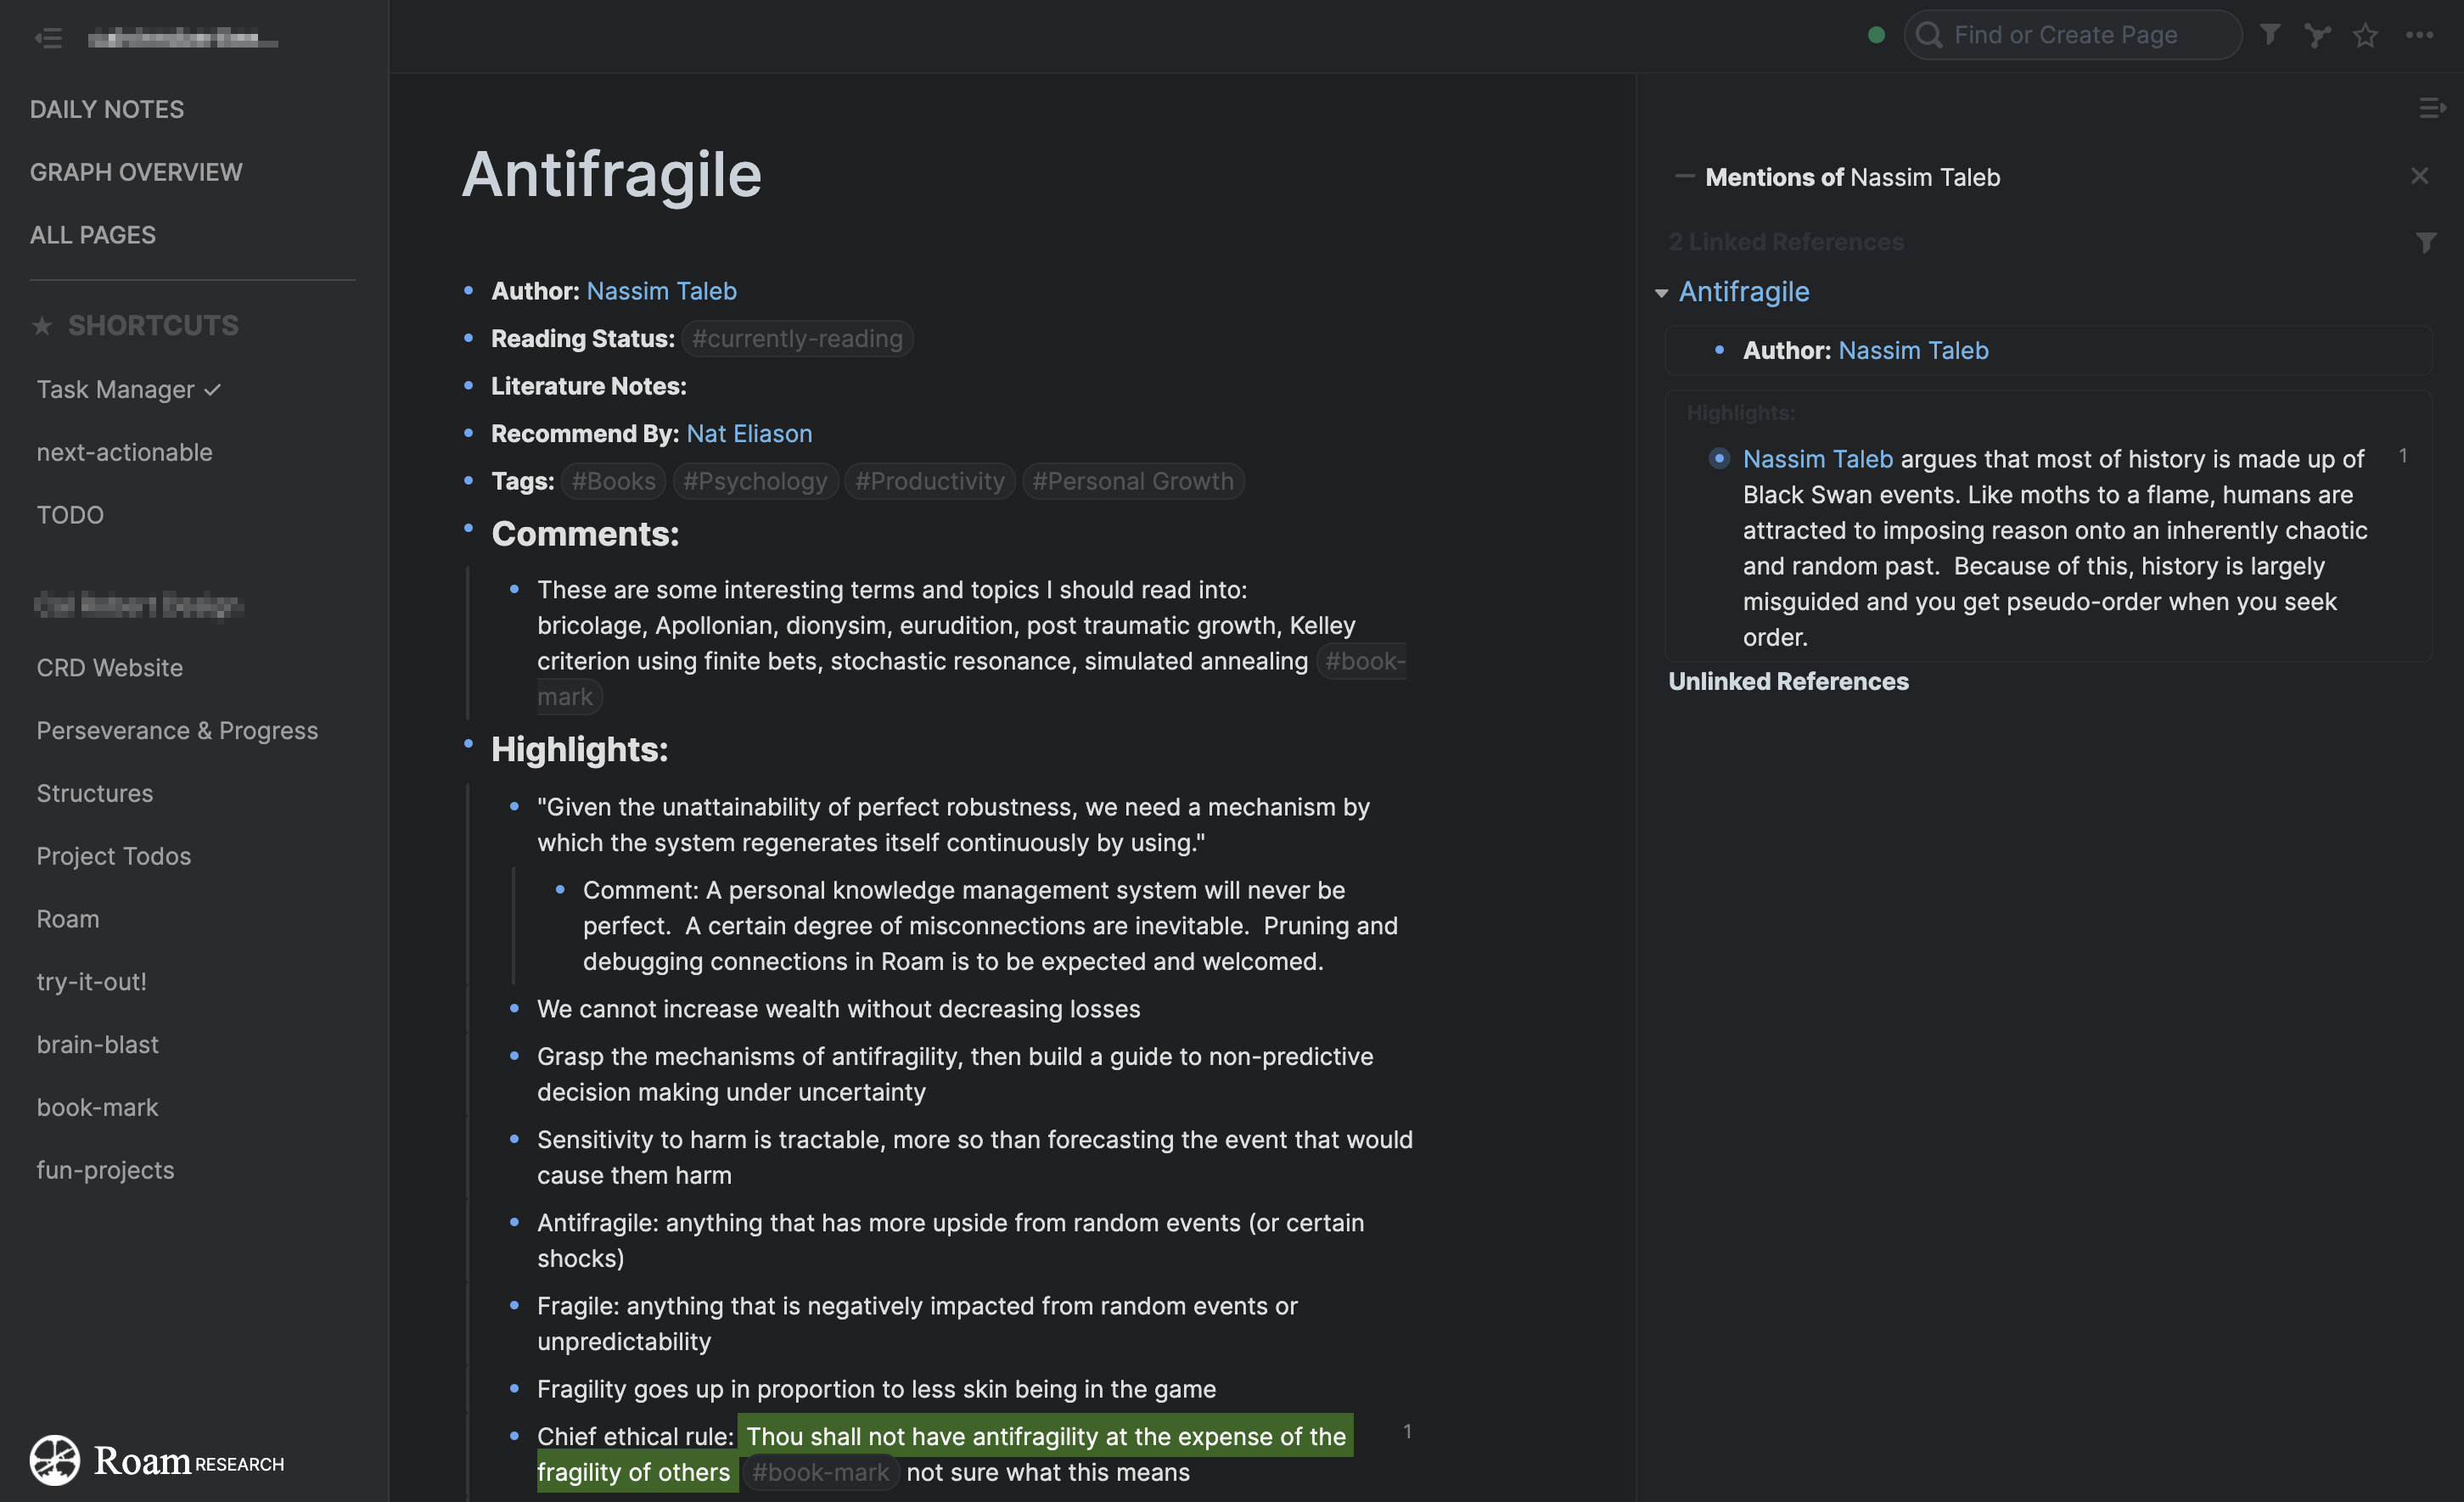 DAILY NOTES
GRAPH OVERVIEW
ALL PAGES
SHORTCUTS
Task Manager ✓
next-actionable
TODO
CRD Website
Perseverance & Progress
Structures
Project Todos
Roam
try-it-out!
brain-blast
book-mark
fun-projects
Roam RESEARCH
Find or Create Page
Antifragile
Author: Nassim Taleb
Reading Status: #currently-reading
Literature Notes:
Recommend By: Nat Eliason
Tags: #Books #Psychology #Productivity #Personal Growth
Comments:
These are some interesting terms and topics I should read into:
bricolage, Apollonian, dionysim, eurudition, post traumatic growth, Kelley
criterion using finite bets, stochastic resonance, simulated annealing #book-
mark
Highlights:
"Given the unattainability of perfect robustness, we need a mechanism by
which the system regenerates itself continuously by using."
Comment: A personal knowledge management system will never be
perfect.  A certain degree of misconnections are inevitable.  Pruning and
debugging connections in Roam is to be expected and welcomed.
We cannot increase wealth without decreasing losses
Grasp the mechanisms of antifragility, then build a guide to non-predictive
decision making under uncertainty
Sensitivity to harm is tractable, more so than forecasting the event that would
cause them harm
Antifragile: anything that has more upside from random events (or certain
shocks)
Fragile: anything that is negatively impacted from random events or
unpredictability
Fragility goes up in proportion to less skin being in the game
Chief ethical rule: Thou shall not have antifragility at the expense of the 1
fragility of others #book-mark not sure what this means
Mentions of Nassim Taleb
2 Linked References
Antifragile
Author: Nassim Taleb
Highlights:
Nassim Taleb argues that most of history is made up of 1
Black Swan events. Like moths to a flame, humans are
attracted to imposing reason onto an inherently chaotic
and random past.  Because of this, history is largely
misguided and you get pseudo-order when you seek
order.
Unlinked References